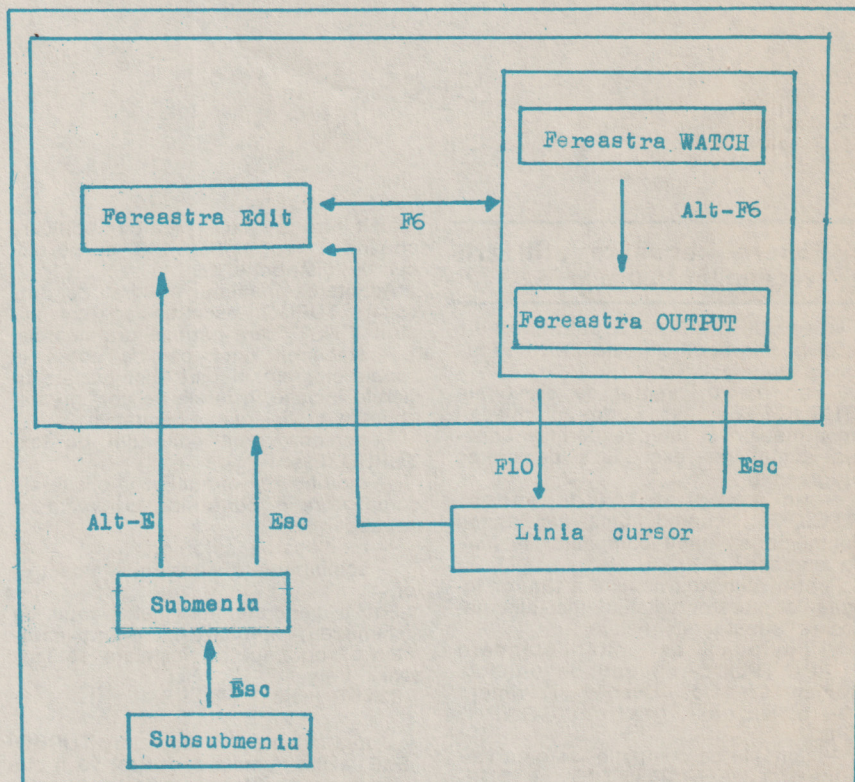 Fereastra WATCH
Fereastra Edit
F6
Alt-F6
Fereastra OUTPUT
F10
Esc
Alt-E
Esc
Linia cursor
Submeniu
Esc
Subsubmeniu